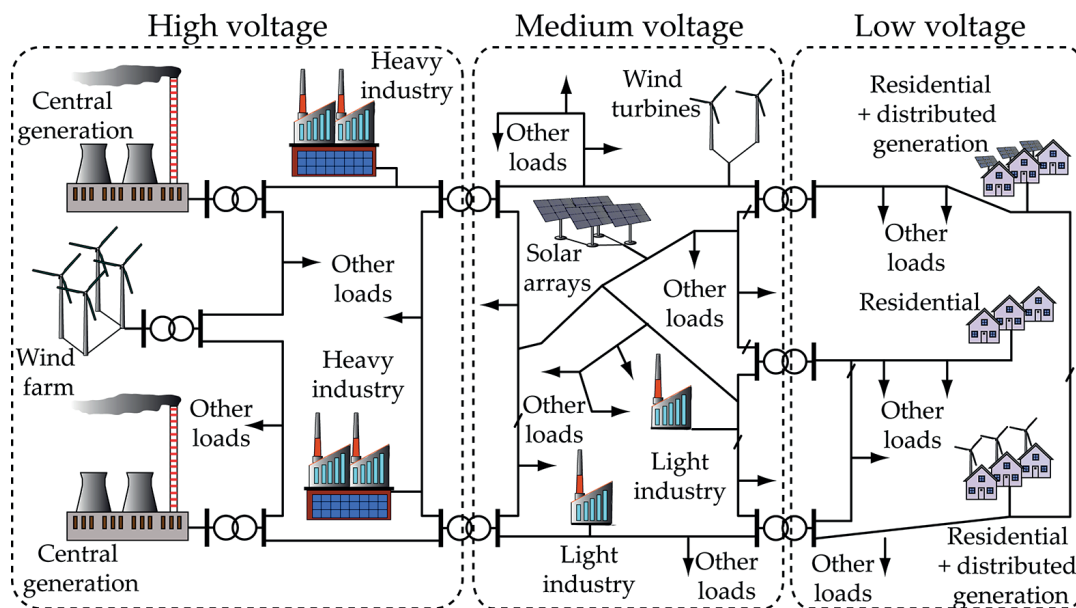 High voltage
Medium voltage
Low voltage
Central
generation
Heavy
industry
Other
loads
Wind
turbines
Residential
+ distributed
generation
Wind
farm
Other
loads
Solar
arrays
Other
loads
Other
loads
Residential
Heavy
industry
Other
loads
Other
loads
Other
loads
Light
industry
Central
generation
Light
industry
Other
loads
Other
loads
Residential
+ distributed
generation